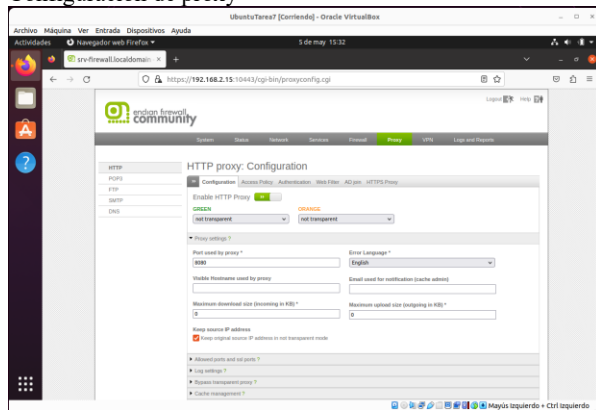 Configuración de proxy
UbuntuTarea7 [Corriendo] - Oracle VirtualBox
Archivo Máquina Ver Entrada Dispositivos Ayuda
Actividades Navegador web Firefox 5 de may 15:32
srv-firewall.localdomain
https://192.168.2.15:10443/cgi-bin/proxyconfig.cgi
Logout Help
endian firewall
community
System Status Network Services Firewall Proxy VPN Logs and Reports
HTTP
POP3
FTP
SMTP
DNS
HTTP proxy: Configuration
Configuration Access Policy Authentication Web Filter AD join HTTPS Proxy
Enable HTTP Proxy
GREEN ORANGE
not transparent not transparent
Proxy settings ?
Port used by proxy * Error Language *
8080 English
Visible Hostname used by proxy Email used for notification (cache admin)
Maximum download size (incoming in KB) * Maximum upload size (outgoing in KB) *
0 0
Keep source IP address
Keep original source IP address in not transparent mode
Allowed ports and ssl ports ?
Log settings ?
Bypass transparent proxy ?
Cache management ?
Mayús Izquierdo + Ctrl Izquierdo